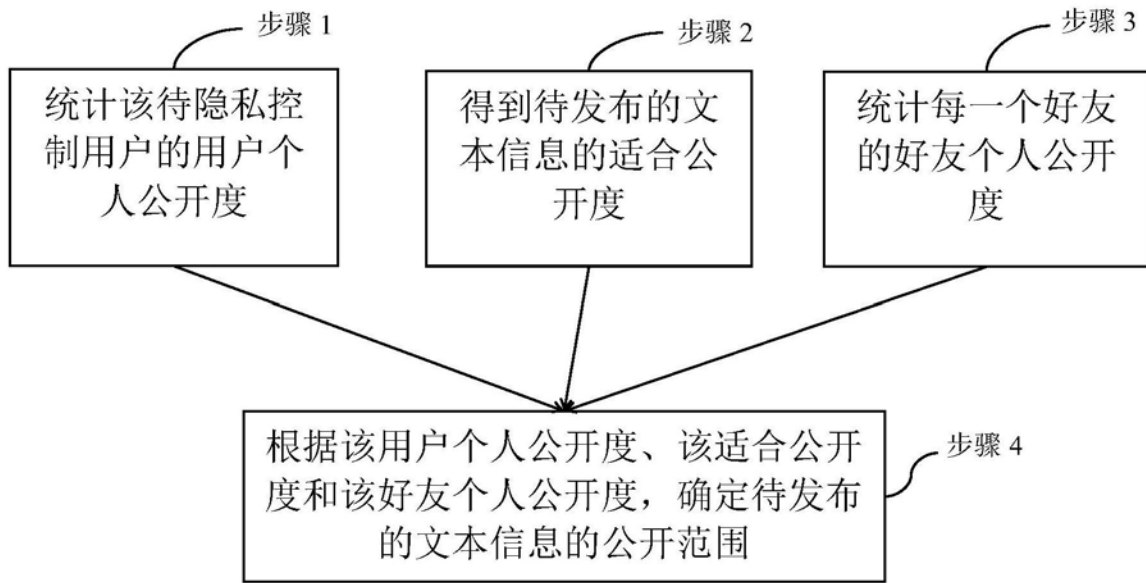 步骤 1
统计该待隐私控
制用户的用户个
人公开度
步骤 2
得到待发布的文
本信息的适合公
开度
步骤 3
统计每一个好友
的好友个人公开
度
根据该用户个人公开度、该适合公开
度和该好友个人公开度，确定待发布
的文本信息的公开范围
步骤 4